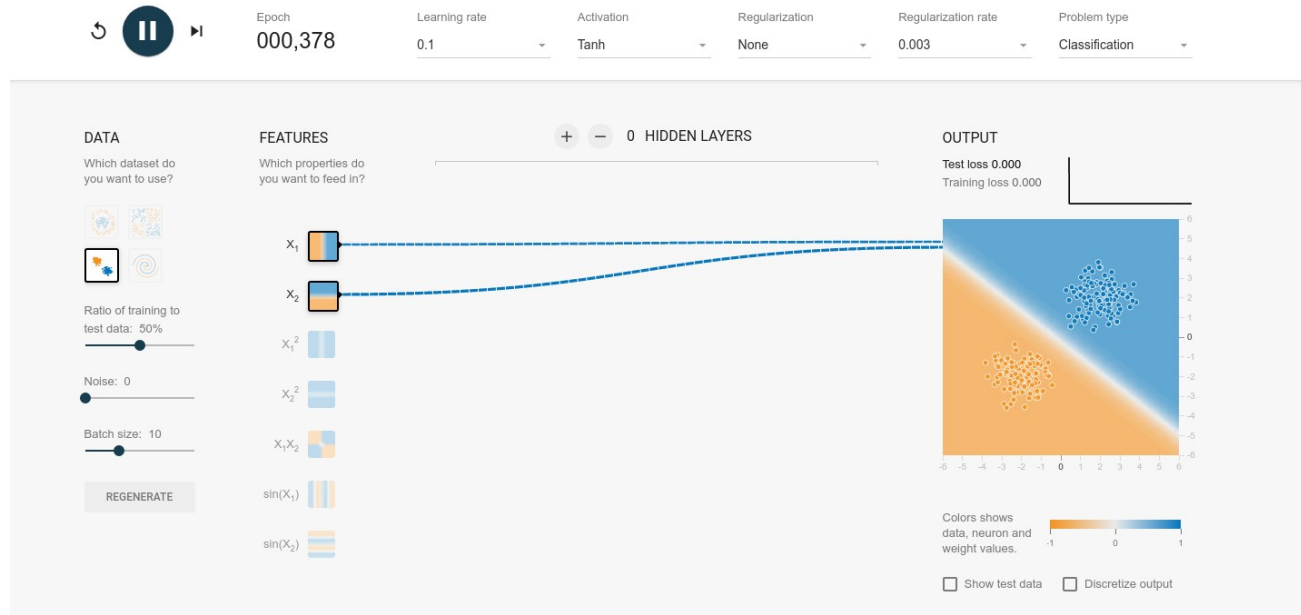 Epoch
000,378
Learning rate
0.1
Activation
Tanh
Regularization
None
Regularization rate
0.003
Problem type
Classification
DATA
Which dataset do
you want to use?
Ratio of training to
test data: 50%
Noise: 0
Batch size: 10
REGENERATE
FEATURES
Which properties do
you want to feed in?
X₁
X₂
X₁²
X₂²
X₁X₂
sin(X₁)
sin(X₂)
+ − 0 HIDDEN LAYERS
OUTPUT
Test loss 0.000
Training loss 0.000
6
5
4
3
2
1
0
-1
-2
-3
-4
-5
-6
-6 -5 -4 -3 -2 -1 0 1 2 3 4 5 6
Colors shows
data, neuron and
weight values.
-1 0 1
Show test data
Discretize output